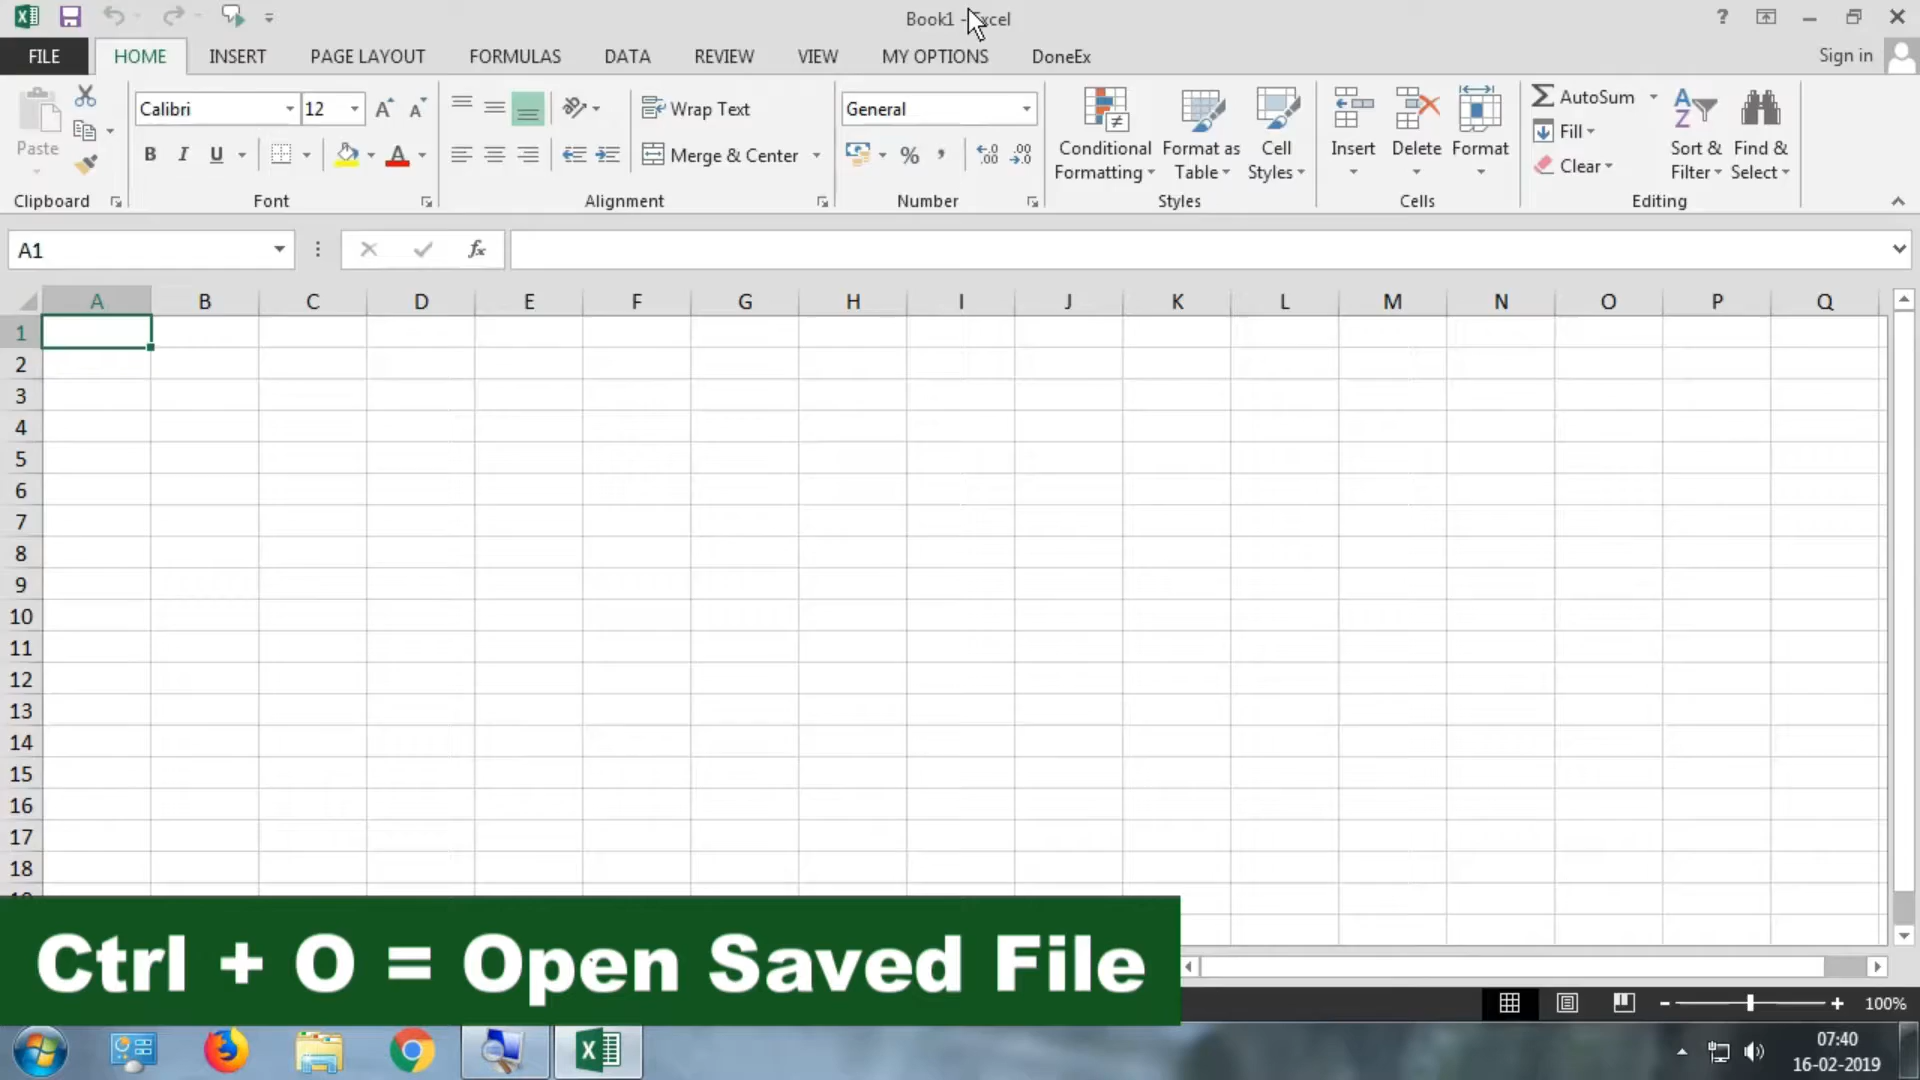 Book1 - Excel
?
FILE
HOME
INSERT
PAGE LAYOUT
FORMULAS
DATA
REVIEW
VIEW
MY OPTIONS
DoneEx
Sign in
Paste
Calibri
12
B I U
Wrap Text
Merge & Center
General
%
Conditional
Formatting
Format as
Table
Cell
Styles
Insert
Delete
Format
AutoSum
Fill
Clear
Sort &
Filter
Find &
Select
Clipboard
Font
Alignment
Number
Styles
Cells
Editing
A1
fx
A B C D E F G H I J K L M N O P Q
1
2
3
4
5
6
7
8
9
10
11
12
13
14
15
16
17
18
Ctrl + O = Open Saved File
100%
07:40
16-02-2019